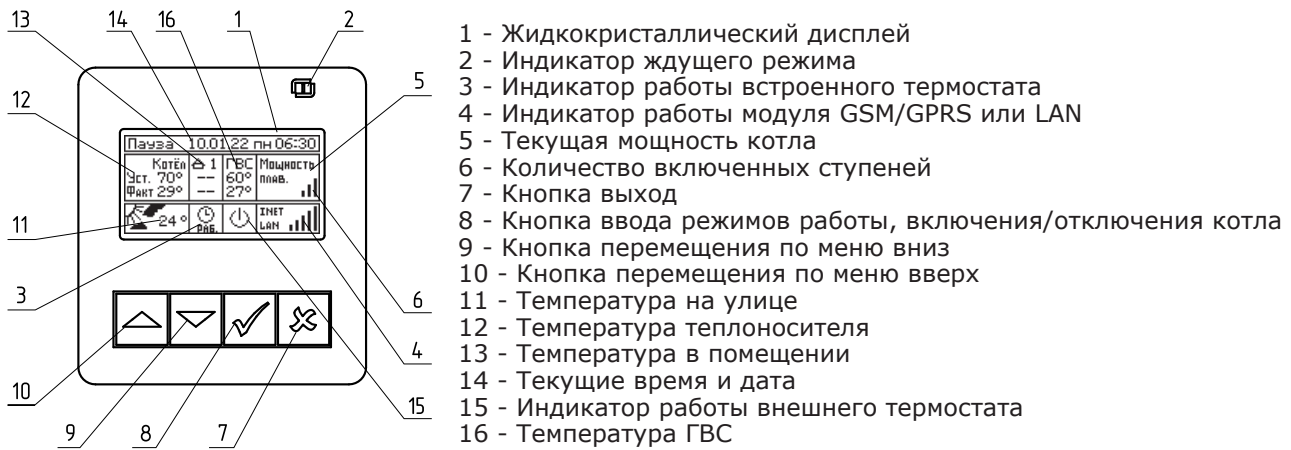 13
14
16
1
2
12
5
Пауза 10.01.22 пн 06:30
Котёл 1 ГВС Мощность
Уст. 70° -- 60° плав.
Факт 29° -- 27°
24° РАБ. INET LAN
11
3
6
4
10
15
9
8
7
1 - Жидкокристаллический дисплей
2 - Индикатор ждущего режима
3 - Индикатор работы встроенного термостата
4 - Индикатор работы модуля GSM/GPRS или LAN
5 - Текущая мощность котла
6 - Количество включенных ступеней
7 - Кнопка выход
8 - Кнопка ввода режимов работы, включения/отключения котла
9 - Кнопка перемещения по меню вниз
10 - Кнопка перемещения по меню вверх
11 - Температура на улице
12 - Температура теплоносителя
13 - Температура в помещении
14 - Текущие время и дата
15 - Индикатор работы внешнего термостата
16 - Температура ГВС